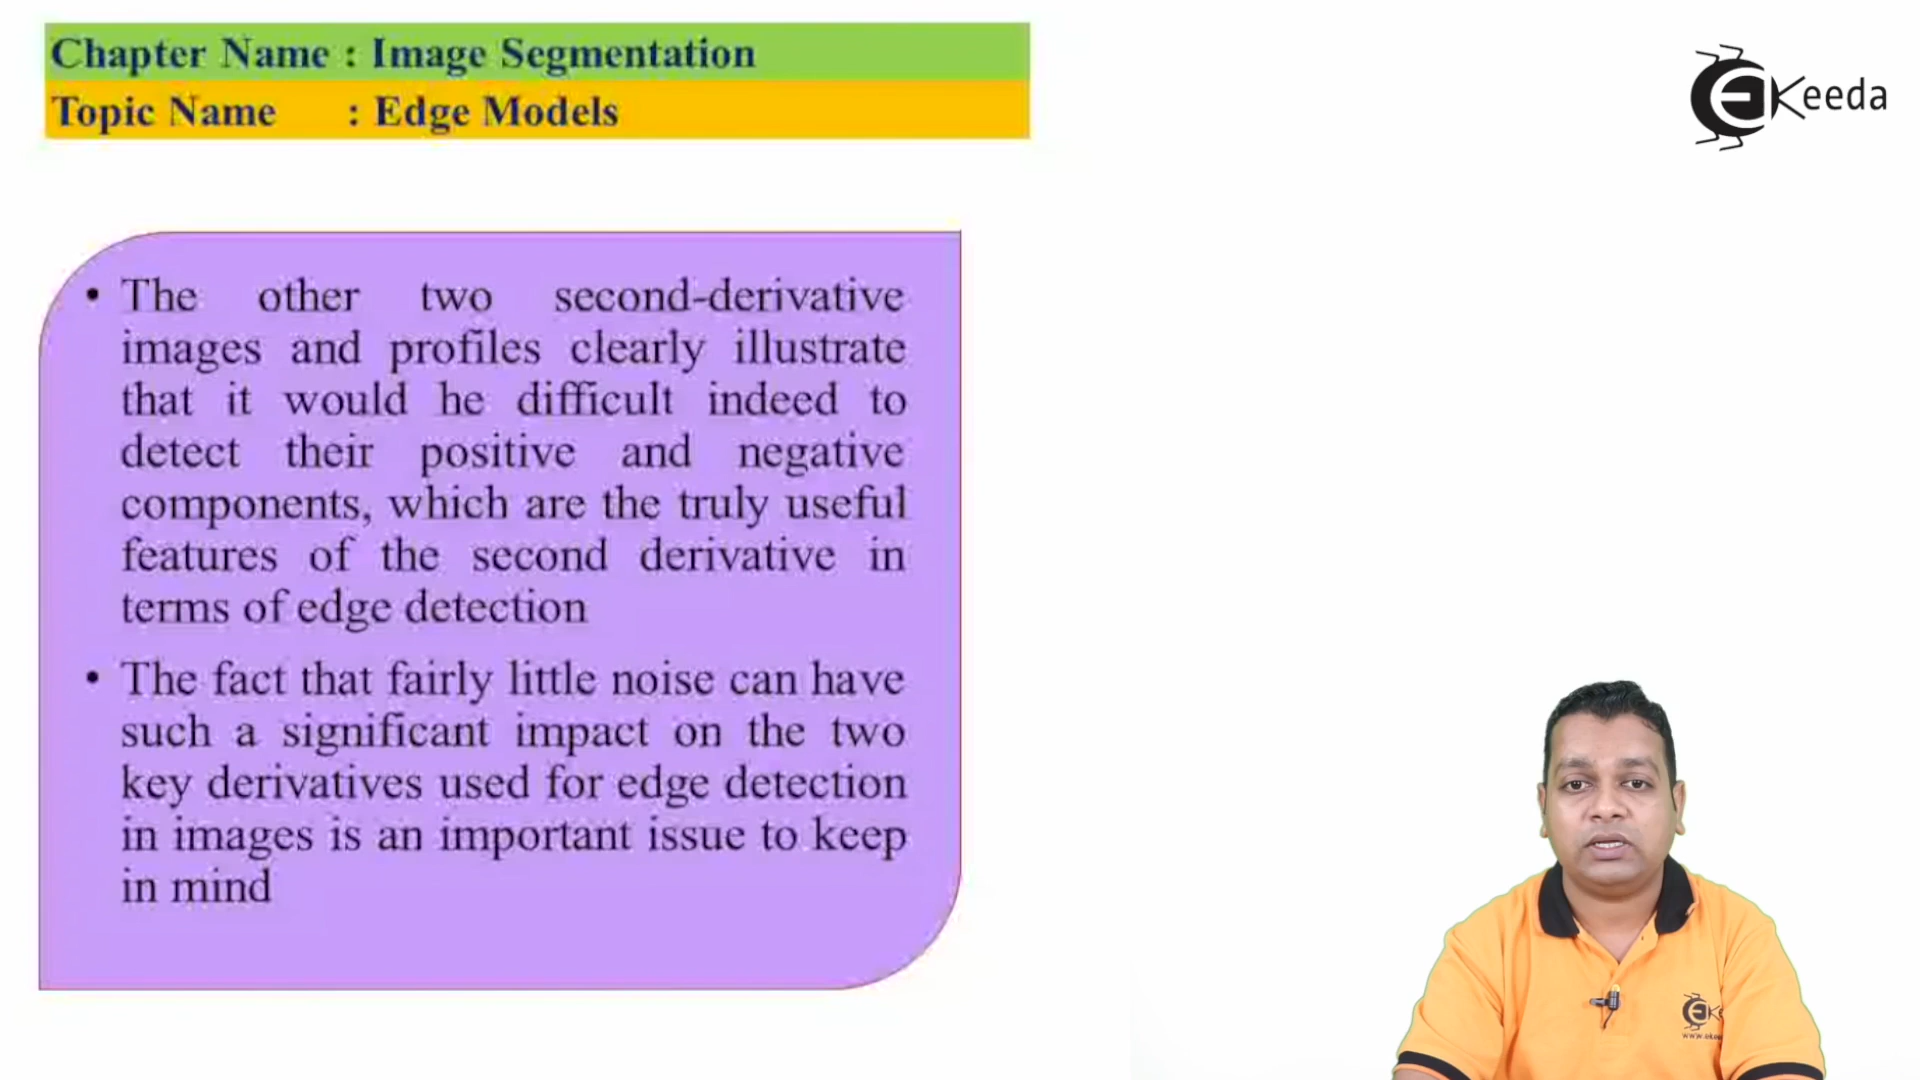 Chapter Name : Image Segmentation
Topic Name : Edge Models
EKeeda
• The other two second-derivative
images and profiles clearly illustrate
that it would he difficult indeed to
detect their positive and negative
components, which are the truly useful
features of the second derivative in
terms of edge detection
• The fact that fairly little noise can have
such a significant impact on the two
key derivatives used for edge detection
in images is an important issue to keep
in mind